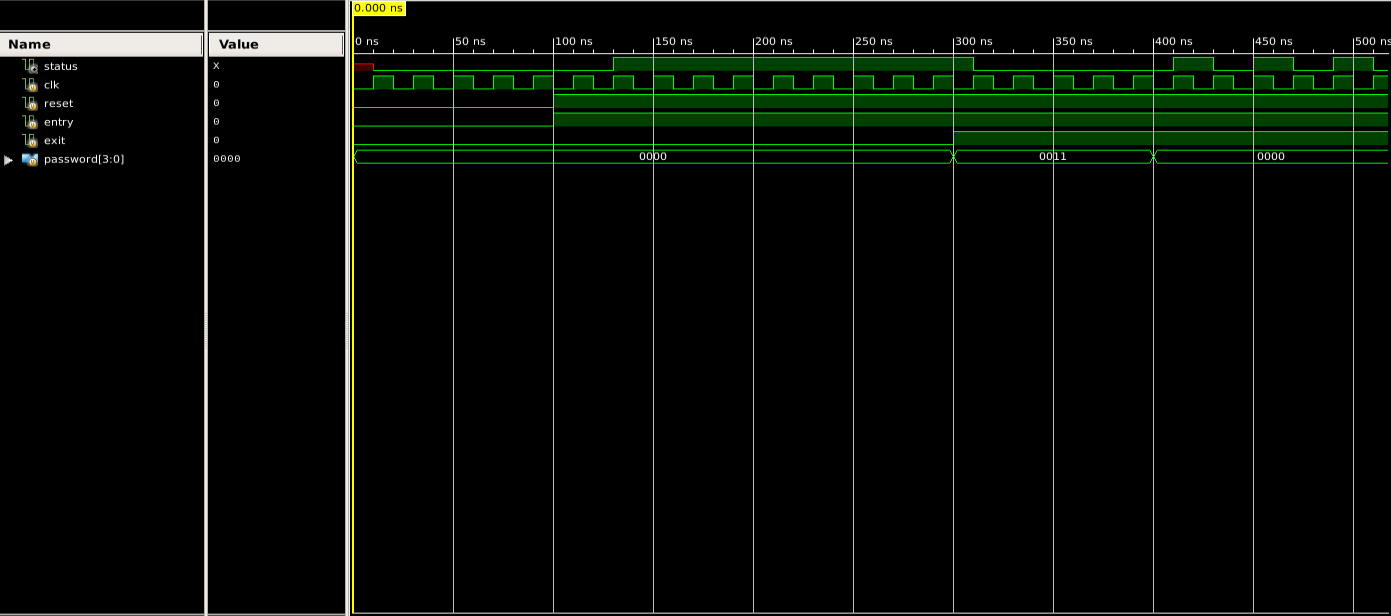 0.000 ns
Name Value 0 ns 50 ns 100 ns 150 ns 200 ns 250 ns 300 ns 350 ns 400 ns 450 ns 500 ns
status X
clk 0
reset 0
entry 0
exit 0
password[3:0] 0000 0000 0011 0000